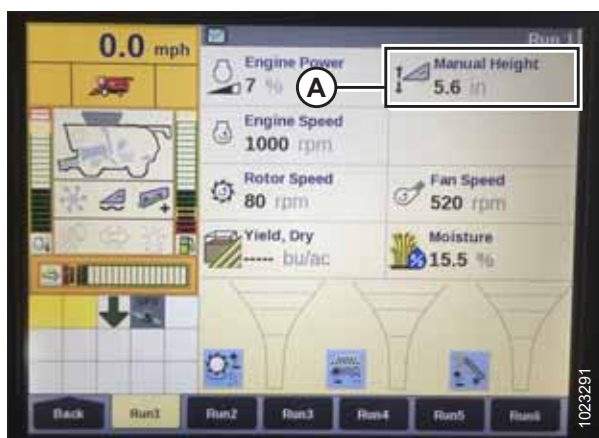 0.0 mph
Run 1
Engine Power
7 %
A
Manual Height
5.6 in
Engine Speed
1000 rpm
Rotor Speed
80 rpm
Fan Speed
520 rpm
Yield, Dry
----- bu/ac
Moisture
15.5 %
Back
Run1
Run2
Run3
Run4
Run5
Run6
1023291